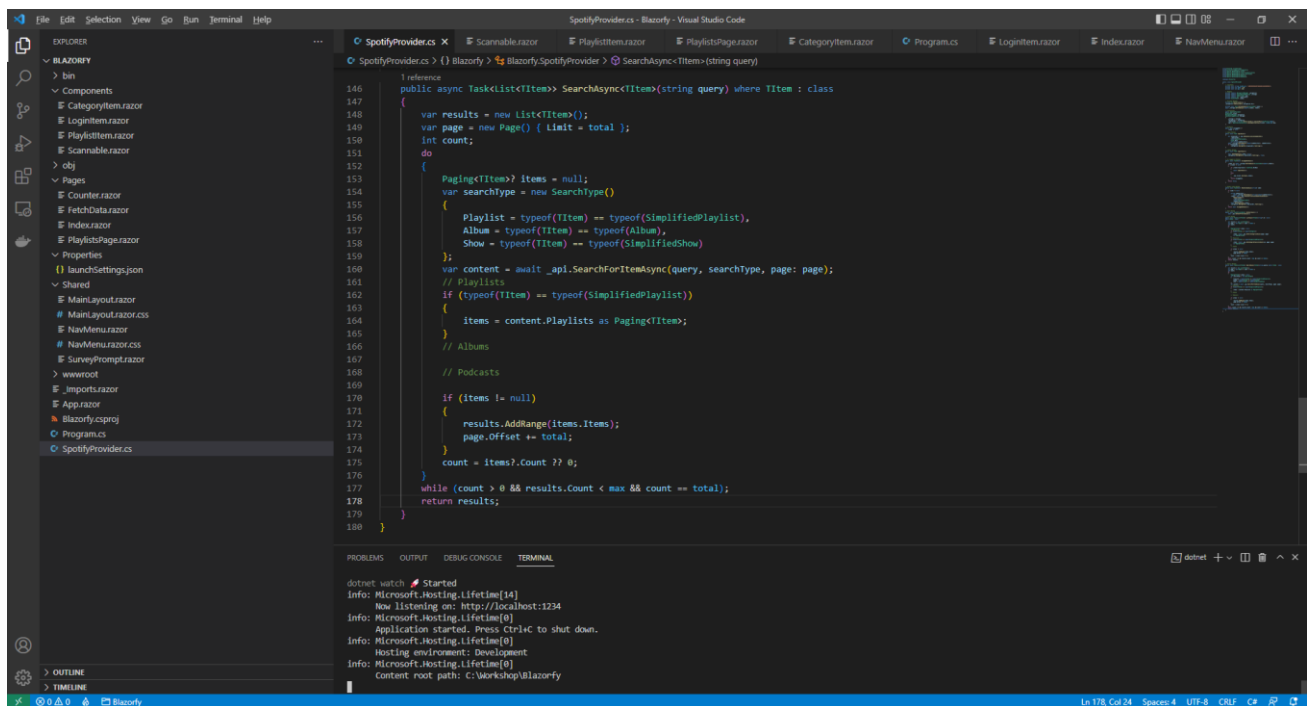 File Edit Selection View Go Run Terminal Help
SpotifyProvider.cs - Blazorfy - Visual Studio Code
EXPLORER
BLAZORFY
bin
Components
CategoryItem.razor
LoginItem.razor
PlaylistItem.razor
Scannable.razor
obj
Pages
Counter.razor
FetchData.razor
Index.razor
PlaylistsPage.razor
Properties
{} launchSettings.json
Shared
MainLayout.razor
# MainLayout.razor.css
NavMenu.razor
# NavMenu.razor.css
SurveyPrompt.razor
wwwroot
_Imports.razor
App.razor
Blazorfy.csproj
Program.cs
SpotifyProvider.cs
OUTLINE
TIMELINE
SpotifyProvider.cs Scannable.razor PlaylistItem.razor PlaylistsPage.razor CategoryItem.razor Program.cs LoginItem.razor Index.razor NavMenu.razor
SpotifyProvider.cs > {} Blazorfy > Blazorfy.SpotifyProvider > SearchAsync<TItem>(string query)
1 reference
146 public async Task<List<TItem>> SearchAsync<TItem>(string query) where TItem : class
147 {
148 var results = new List<TItem>();
149 var page = new Page() { Limit = total };
150 int count;
151 do
152 {
153 Paging<TItem>? items = null;
154 var searchType = new SearchType()
155 {
156 Playlist = typeof(TItem) == typeof(SimplifiedPlaylist),
157 Album = typeof(TItem) == typeof(Album),
158 Show = typeof(TItem) == typeof(SimplifiedShow)
159 };
160 var content = await _api.SearchForItemAsync(query, searchType, page: page);
161 // Playlists
162 if (typeof(TItem) == typeof(SimplifiedPlaylist))
163 {
164 items = content.Playlists as Paging<TItem>;
165 }
166 // Albums
167
168 // Podcasts
169
170 if (items != null)
171 {
172 results.AddRange(items.Items);
173 page.Offset += total;
174 }
175 count = items?.Count ?? 0;
176 }
177 while (count > 0 && results.Count < max && count == total);
178 return results;
179 }
180 }
PROBLEMS OUTPUT DEBUG CONSOLE TERMINAL
dotnet
dotnet watch 🚀 Started
info: Microsoft.Hosting.Lifetime[14]
Now listening on: http://localhost:1234
info: Microsoft.Hosting.Lifetime[0]
Application started. Press Ctrl+C to shut down.
info: Microsoft.Hosting.Lifetime[0]
Hosting environment: Development
info: Microsoft.Hosting.Lifetime[0]
Content root path: C:\Workshop\Blazorfy
0 0 Blazorfy
Ln 178, Col 24 Spaces: 4 UTF-8 CRLF C#